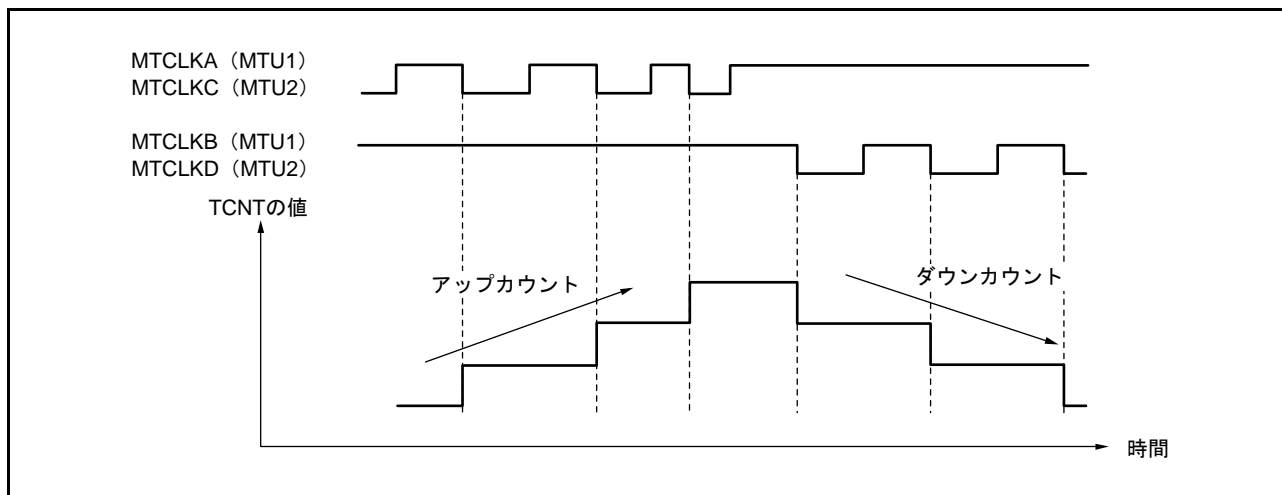 MTCLKA（MTU1）
MTCLKC（MTU2）
MTCLKB（MTU1）
MTCLKD（MTU2）
TCNTの値
アップカウント
ダウンカウント
時間